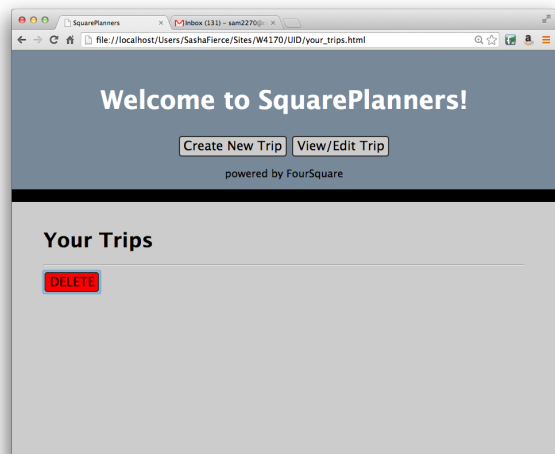 SquarePlanners
Inbox (131) – sam2270@
file://localhost/Users/SashaFierce/Sites/W4170/UID/your_trips.html
Welcome to SquarePlanners!
Create New Trip
View/Edit Trip
powered by FourSquare
Your Trips
DELETE